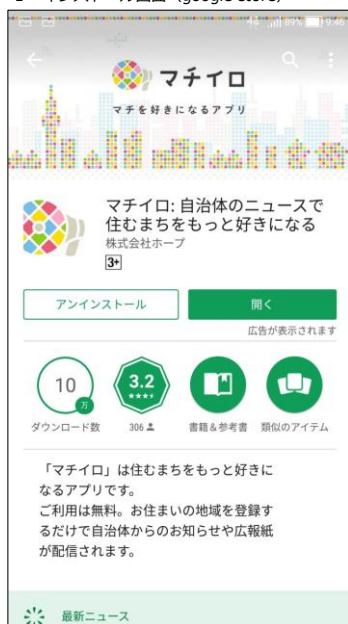 マチイロ
マチを好きになるアプリ
マチイロ: 自治体のニュースで
住むまちをもっと好きになる
株式会社ホープ
3+
アンインストール
開く
広告が表示されます
10
万
3.2
ダウンロード数
306
書籍&参考書
類似のアイテム
「マチイロ」は住むまちをもっと好きに
なるアプリです。
ご利用は無料。お住まいの地域を登録す
るだけで自治体からのお知らせや広報紙
が配信されます。
最新ニュース